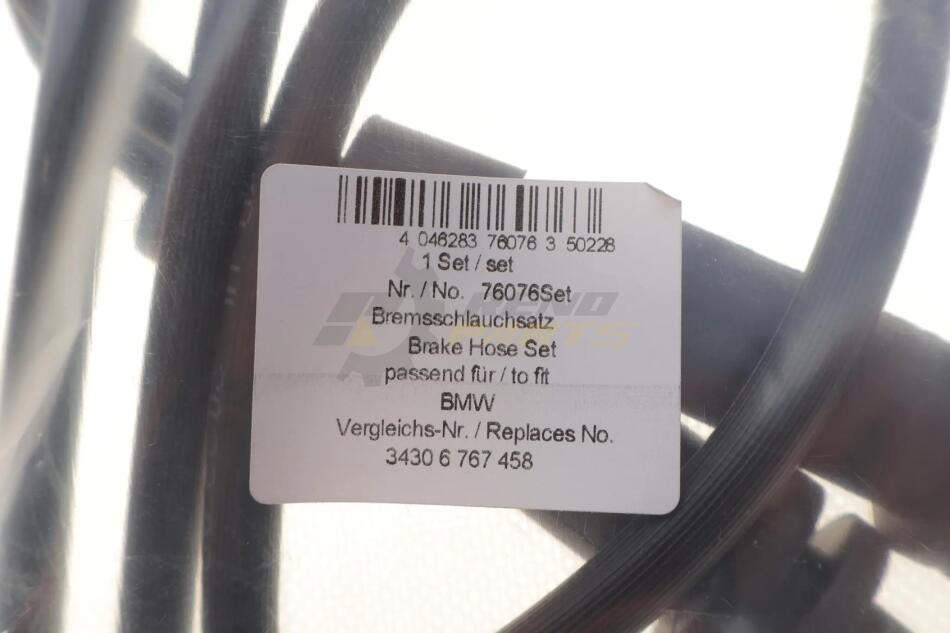 4 046283 76076 3 50228
1 Set / set
Nr. / No. 76076Set
Bremsschlauchsatz
Brake Hose Set
passend für / to fit
BMW
Vergleichs-Nr. / Replaces No.
3430 6 767 458